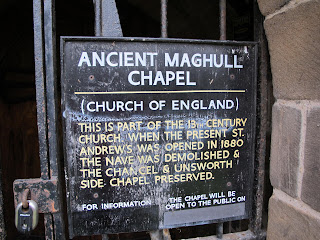 ANCIENT MAGHULL
CHAPEL
(CHURCH OF ENGLAND)
THIS IS PART OF THE 13TH CENTURY
CHURCH. WHEN THE PRESENT ST.
ANDREWS WAS OPENED IN 1880
THE NAVE WAS DEMOLISHED &
THE CHANCEL & UNSWORTH
SIDE CHAPEL PRESERVED.
FOR INFORMATION
THE CHAPEL WILL BE
OPEN TO THE PUBLIC ON